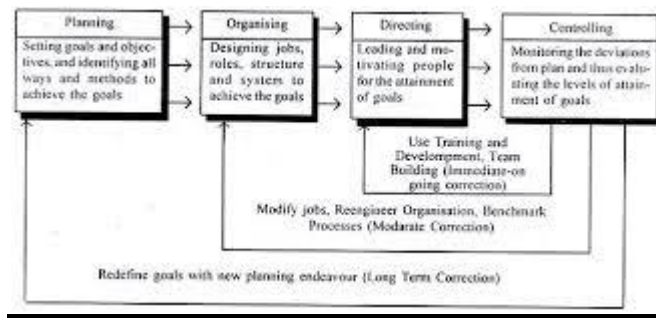 Planning
Setting goals and objec-
tives, and identifying all
ways and methods to
achieve the goals
Organising
Designing jobs,
roles, structure
and system to
achieve the goals
Directing
Leading and mo-
tivating people
for the attainment
of goals
Controlling
Monitoring the deviations
from plan and thus evalu-
ating the levels of attain-
ment of goals
Use Training and
Develompment, Team
Building (Immediate-on
going correction)
Modify jobs, Reengineer Organisation, Benchmark
Processes (Modarate Correction)
Redefine goals with new planning endeavour (Long Term Correction)